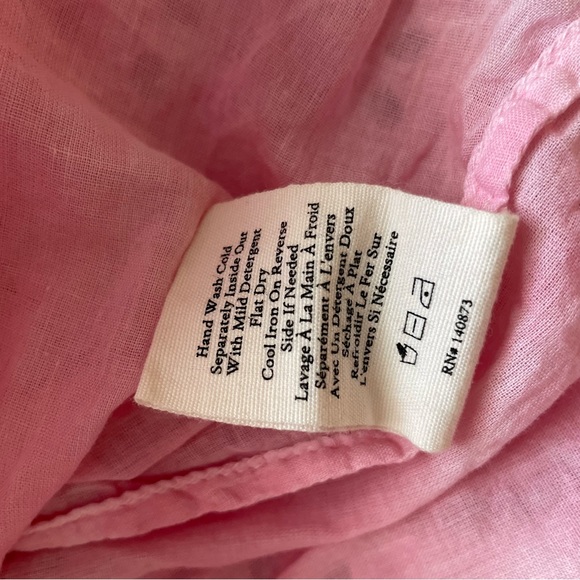 Hand Wash Cold
Separately Inside Out
With Mild Detergent
Flat Dry
Cool Iron On Reverse
Side If Needed
Lavage À La Main À Froid
Séparément À L'envers
Avec Un Détergent Doux
Séchage À Plat
Refroidir Le Fer Sur
L'envers Si Nécessaire
RN# 140873